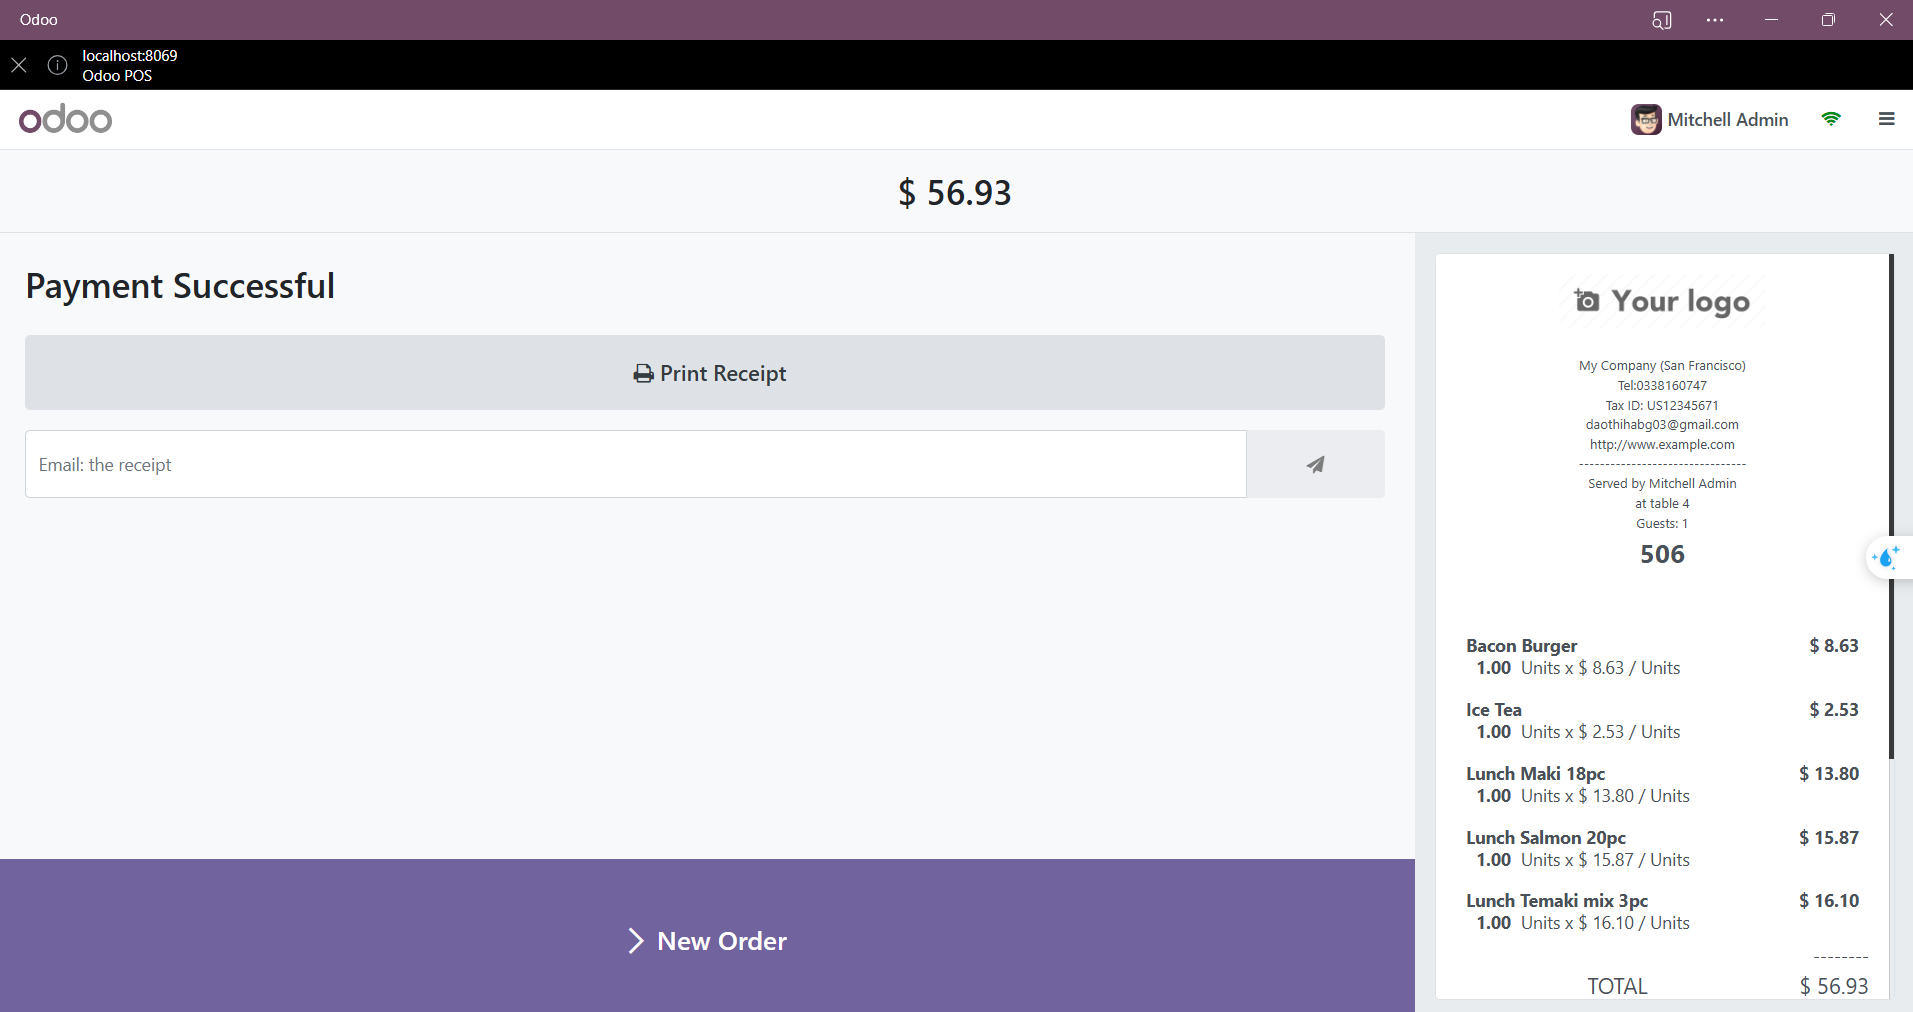 Odoo
localhost:8069
Odoo POS
odoo
Mitchell Admin
$ 56.93
Payment Successful
Print Receipt
Email: the receipt
New Order
Your logo
My Company (San Francisco)
Tel:0338160747
Tax ID: US12345671
daothihabg03@gmail.com
http://www.example.com
--------------------------------
Served by Mitchell Admin
at table 4
Guests: 1
506
Bacon Burger $ 8.63
1.00 Units x $ 8.63 / Units
Ice Tea $ 2.53
1.00 Units x $ 2.53 / Units
Lunch Maki 18pc $ 13.80
1.00 Units x $ 13.80 / Units
Lunch Salmon 20pc $ 15.87
1.00 Units x $ 15.87 / Units
Lunch Temaki mix 3pc $ 16.10
1.00 Units x $ 16.10 / Units
--------
TOTAL $ 56.93